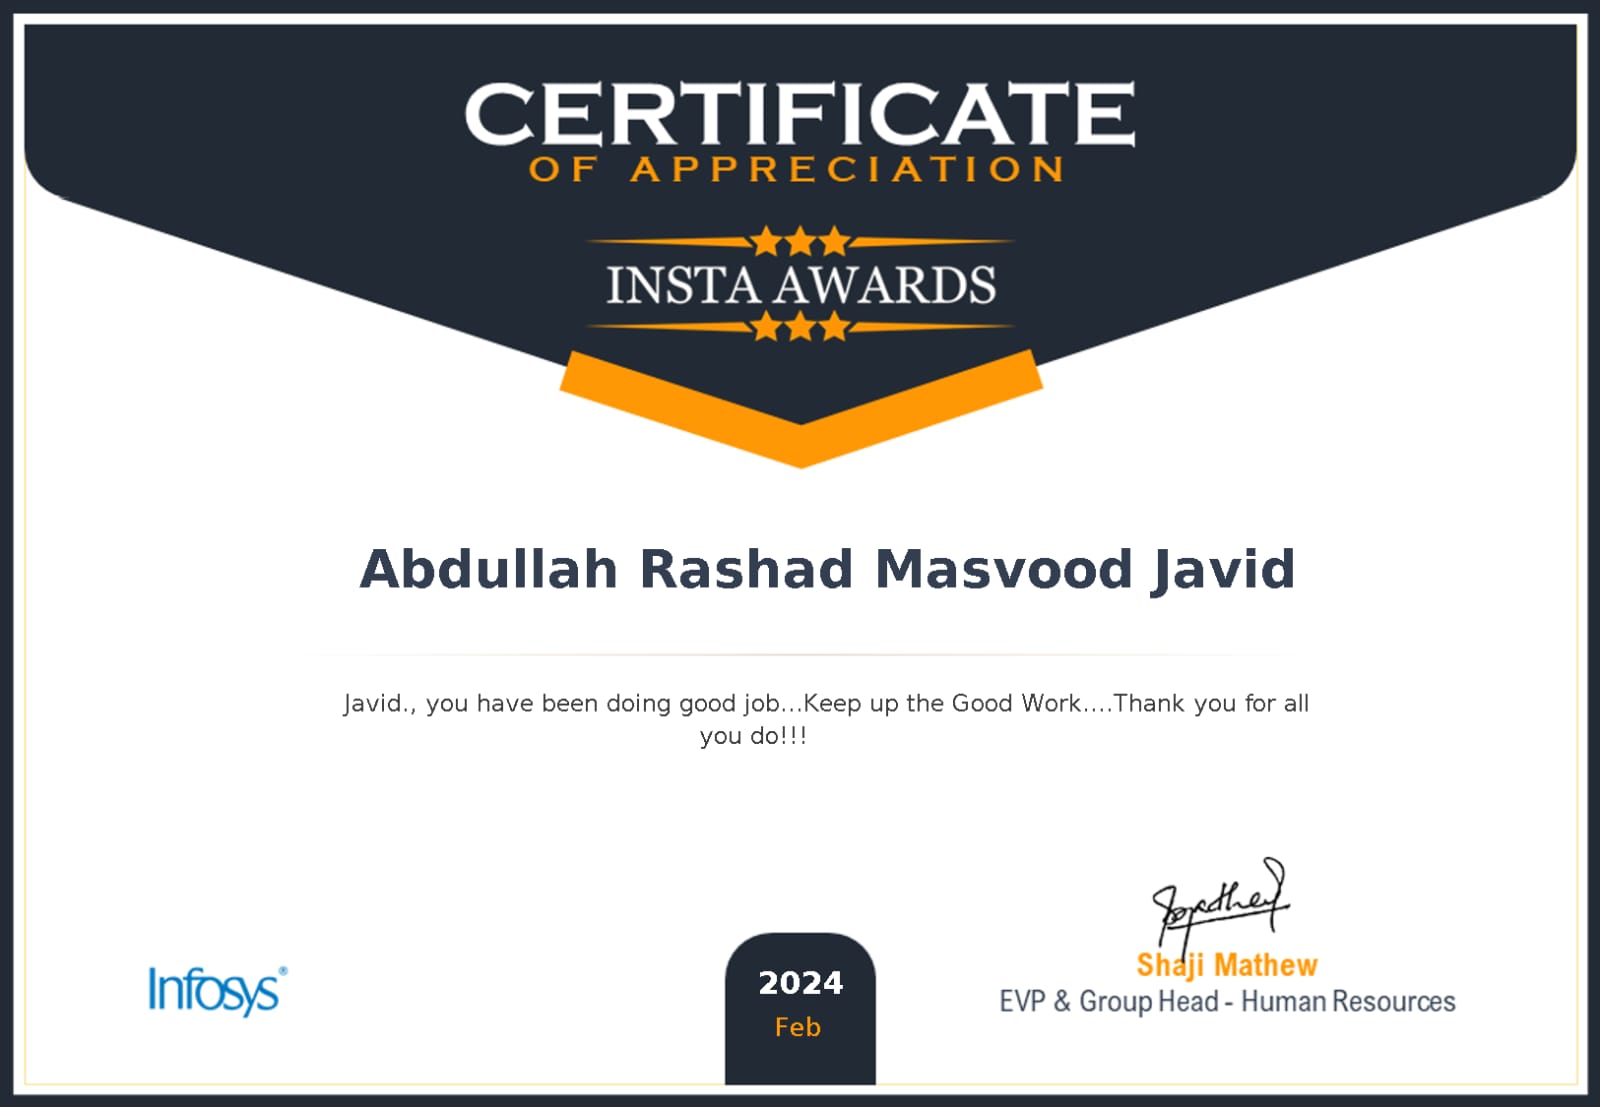 CERTIFICATE
OF APPRECIATION
INSTA AWARDS
Abdullah Rashad Masvood Javid
Javid., you have been doing good job...Keep up the Good Work....Thank you for all
you do!!!
Infosys®
2024
Feb
Shaji Mathew
EVP & Group Head - Human Resources